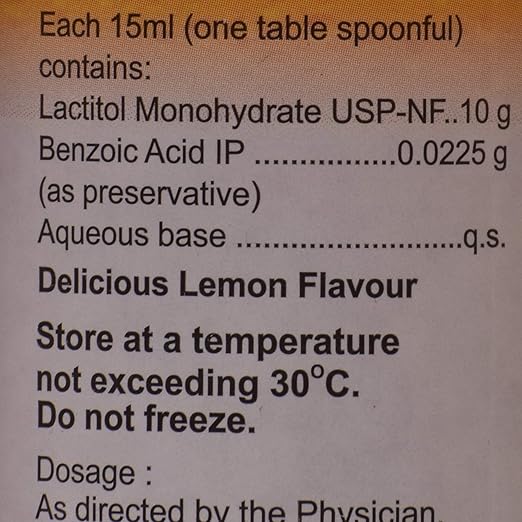 Each 15ml (one table spoonful)
contains:
Lactitol Monohydrate USP-NF..10 g
Benzoic Acid IP .................0.0225 g
(as preservative)
Aqueous base ...........................q.s.
Delicious Lemon Flavour
Store at a temperature
not exceeding 30°C.
Do not freeze.
Dosage :
As directed by the Physician.